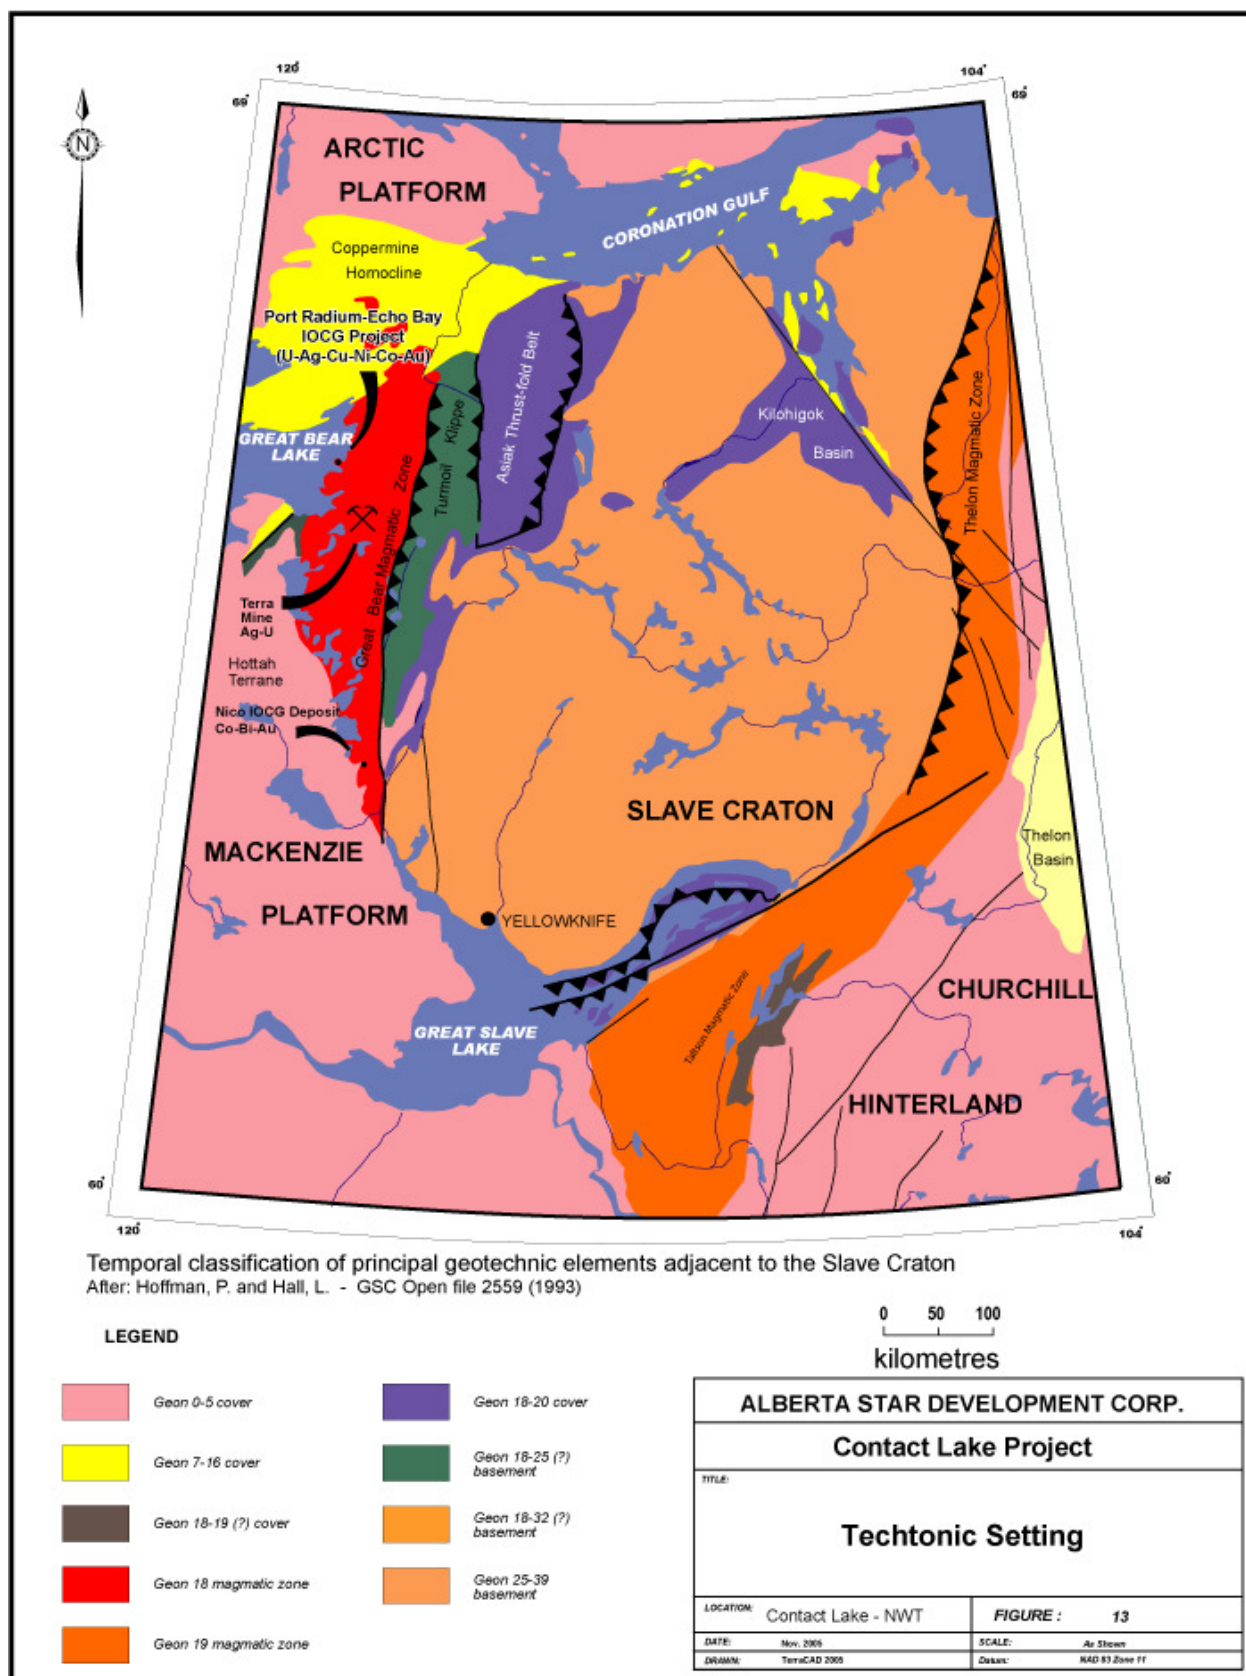 120°
104°
69°
69°
N
ARCTIC
PLATFORM
CORONATION GULF
Coppermine
Homocline
Port Radium-Echo Bay
IOCG Project
(U-Ag-Cu-Ni-Co-Au)
GREAT BEAR
LAKE
Great Bear Magmatic Zone
Turmoil Klippe
Asiak Thrust-fold Belt
Kilohigok
Basin
Thelon Magmatic Zone
Terra
Mine
Ag-U
Hottah
Terrane
Nico IOCG Deposit
Co-Bi-Au
SLAVE CRATON
MACKENZIE
PLATFORM
Thelon
Basin
YELLOWKNIFE
CHURCHILL
Taltson Magmatic Zone
GREAT SLAVE
LAKE
HINTERLAND
60°
60°
120°
104°
Temporal classification of principal geotechnic elements adjacent to the Slave Craton
After: Hoffman, P. and Hall, L. - GSC Open file 2559 (1993)
0 50 100
kilometres
LEGEND
Geon 0-5 cover
Geon 7-16 cover
Geon 18-19 (?) cover
Geon 18 magmatic zone
Geon 19 magmatic zone
Geon 18-20 cover
Geon 18-25 (?)
basement
Geon 18-32 (?)
basement
Geon 25-39
basement
ALBERTA STAR DEVELOPMENT CORP.
Contact Lake Project
TITLE:
Techtonic Setting
LOCATION: Contact Lake - NWT
FIGURE : 13
DATE: Nov. 2005
SCALE: As Shown
DRAWN: TerraCAD 2005
Datum: NAD 83 Zone 11